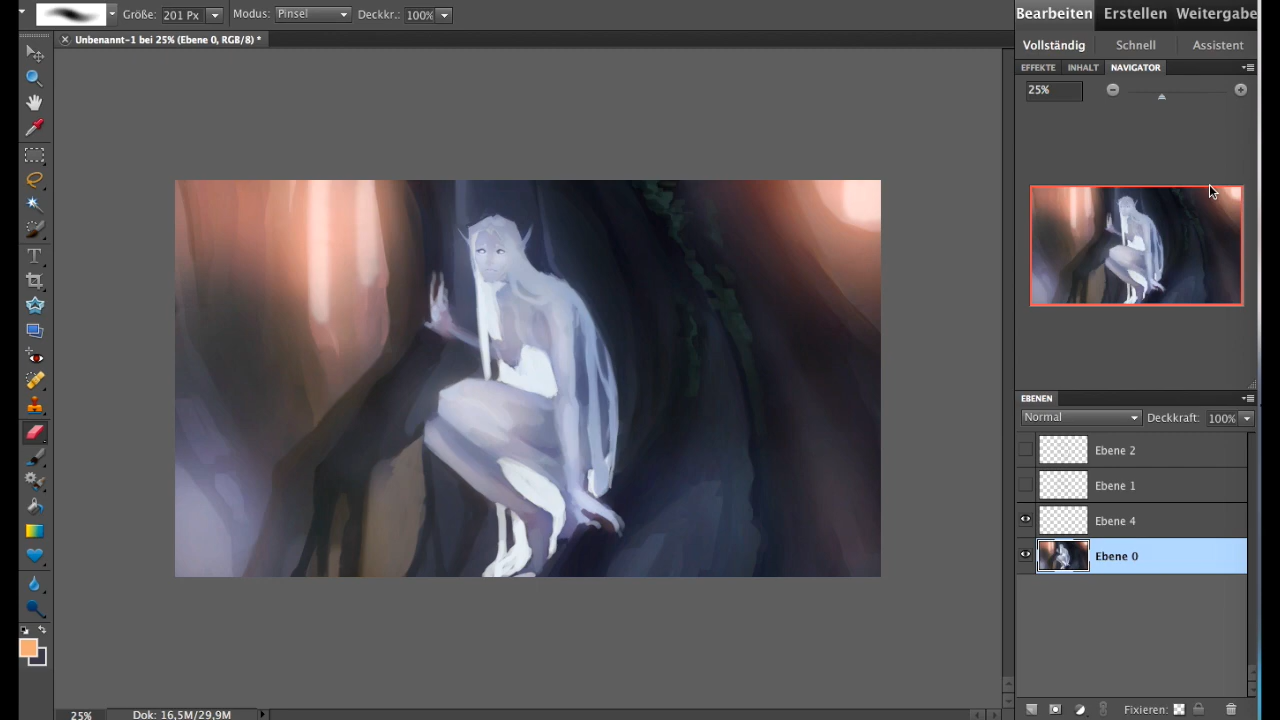 Größe: 201 Px Modus: Pinsel Deckkr.: 100% Bearbeiten Erstellen Weitergabe
Unbenannt-1 bei 25% (Ebene 0, RGB/8) * Vollständig Schnell Assistent
EFFEKTE INHALT NAVIGATOR
25%
EBENEN
Normal Deckkraft: 100%
Ebene 2
Ebene 1
Ebene 4
Ebene 0
25% Dok: 16,5M/29,9M Fixieren: